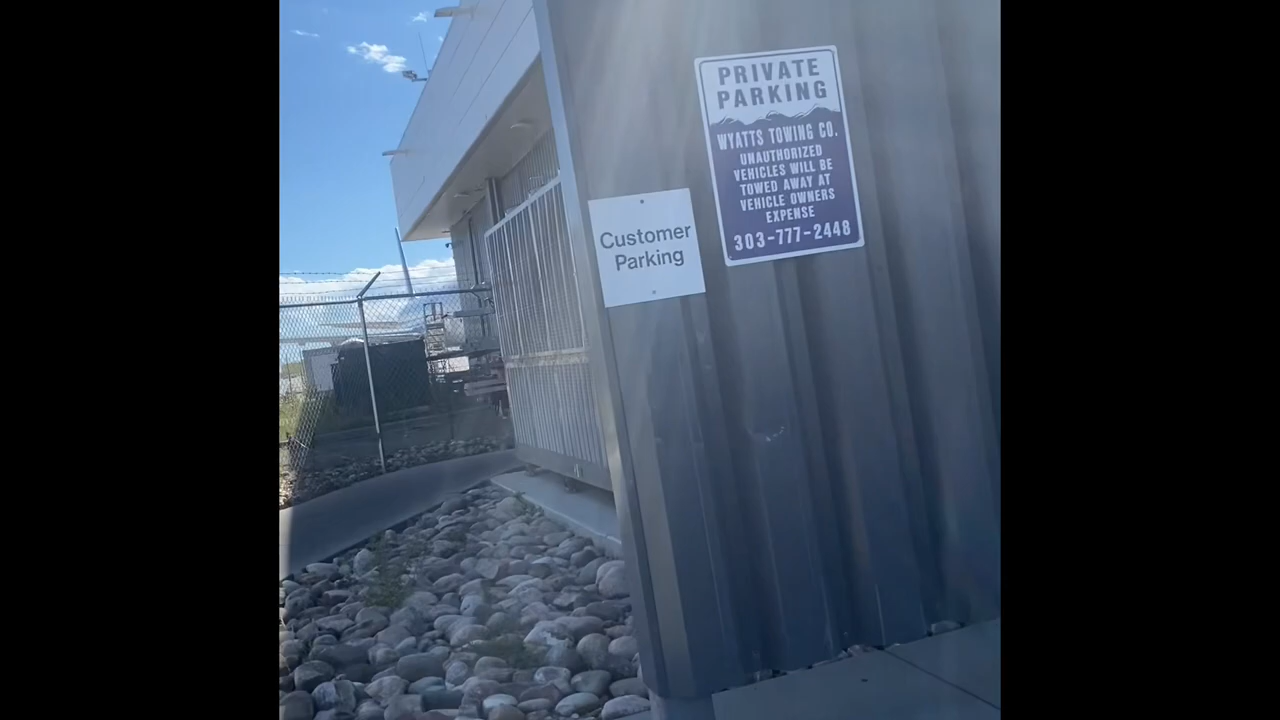 PRIVATE
PARKING
WYATTS TOWING CO.
UNAUTHORIZED
VEHICLES WILL BE
TOWED AWAY AT
VEHICLE OWNERS
EXPENSE
303-777-2448
Customer
Parking